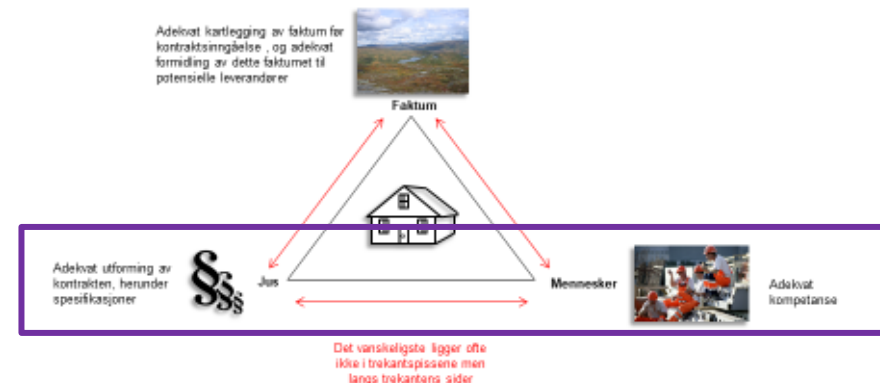 Adekvat kartlegging av faktum før
kontraktsinngåelse , og adekvat
formidling av dette faktumet til
potensielle leverandører
Faktum
Adekvat utforming av
kontrakten, herunder
spesifikasjoner
§§§
Jus
Mennesker
Adekvat
kompetanse
Det vanskeligste ligger ofte
ikke i trekantspissene men
langs trekantens sider